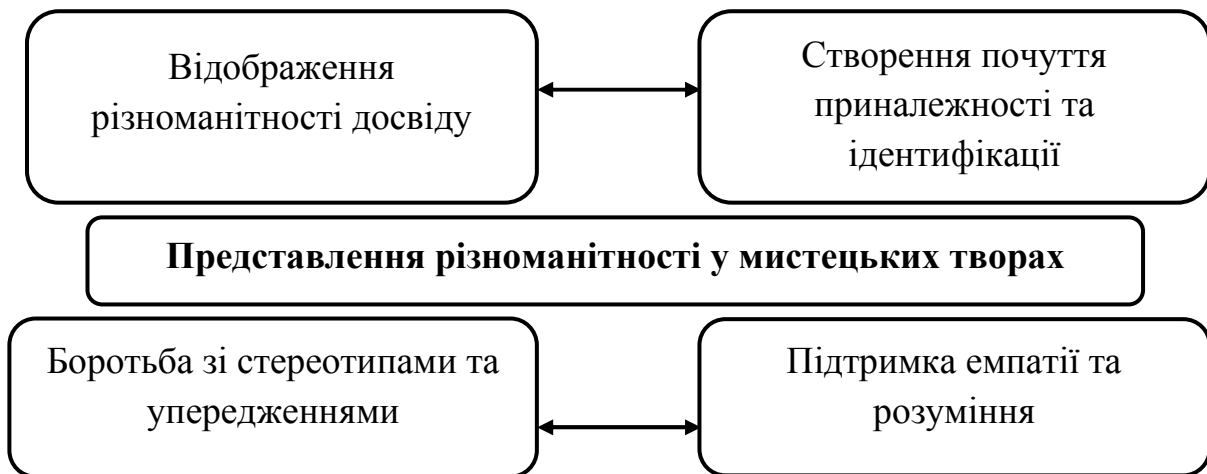 Відображення
різноманітності досвіду
Створення почуття
приналежності та
ідентифікації
Представлення різноманітності у мистецьких творах
Боротьба зі стереотипами та
упередженнями
Підтримка емпатії та
розуміння